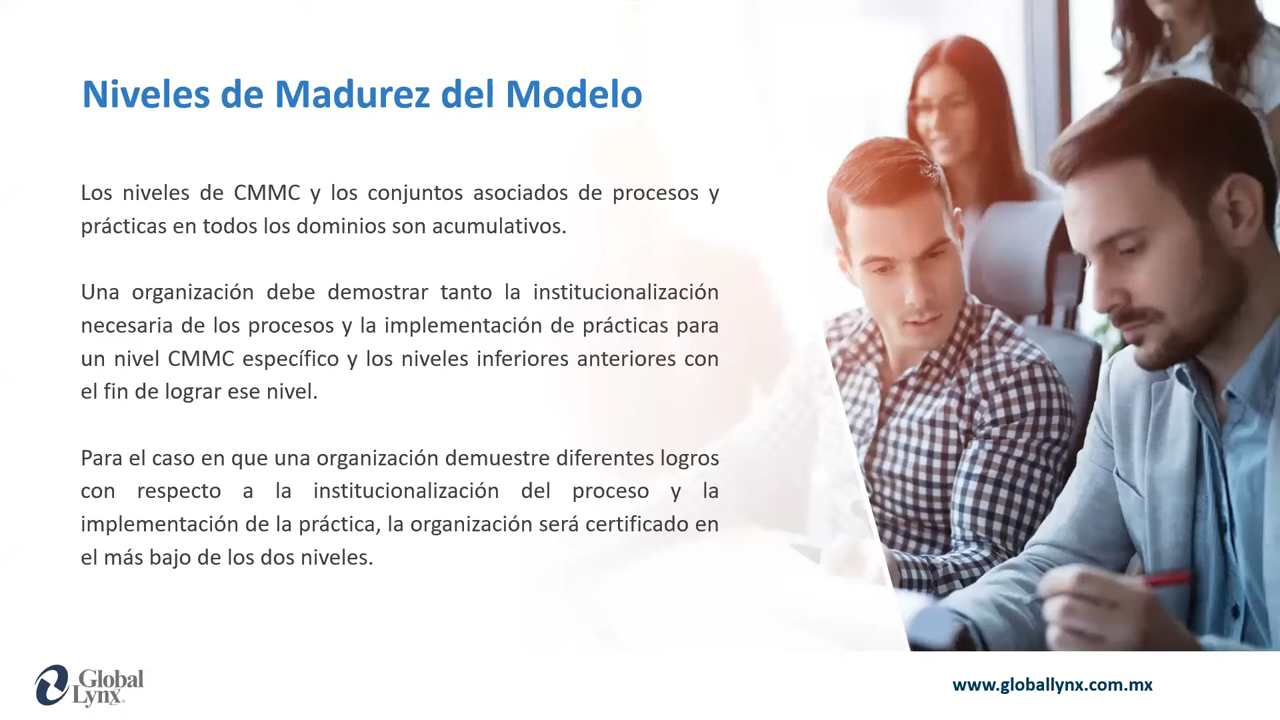 Niveles de Madurez del Modelo
Los niveles de CMMC y los conjuntos asociados de procesos y
prácticas en todos los dominios son acumulativos.
Una organización debe demostrar tanto la institucionalización
necesaria de los procesos y la implementación de prácticas para
un nivel CMMC específico y los niveles inferiores anteriores con
el fin de lograr ese nivel.
Para el caso en que una organización demuestre diferentes logros
con respecto a la institucionalización del proceso y la
implementación de la práctica, la organización será certificado en
el más bajo de los dos niveles.
Global
Lynx
www.globallynx.com.mx